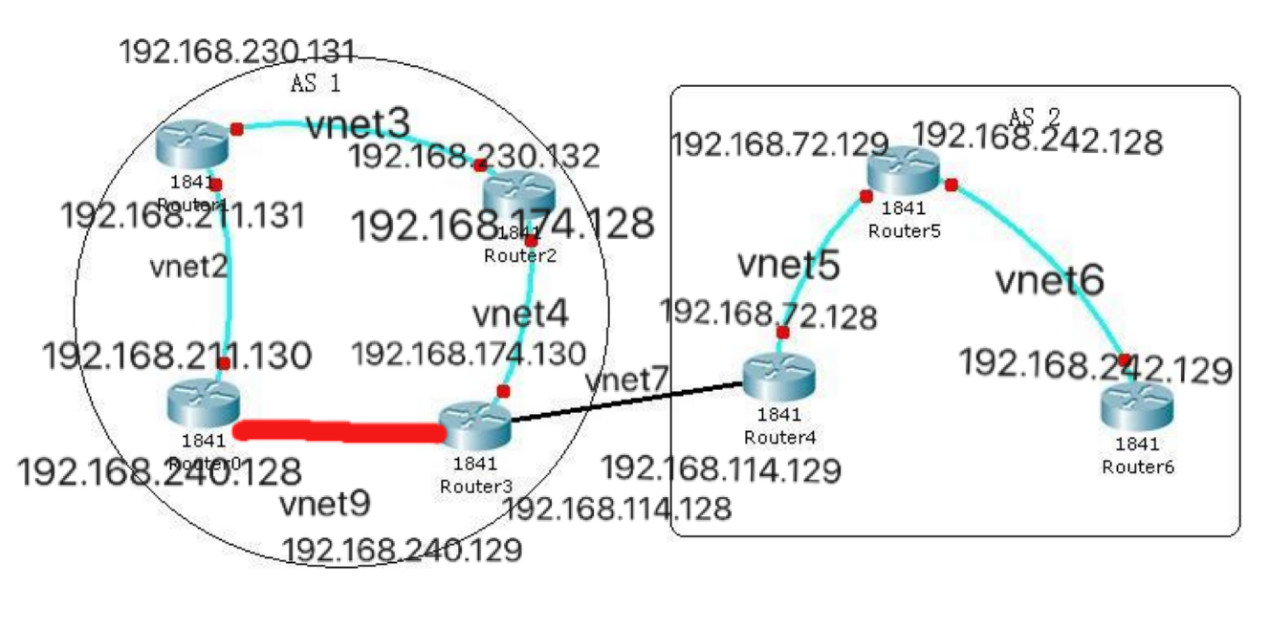 192.168.230.131
AS 1
vnet3
192.168.230.132
1841
Router1
192.168.211.131
192.168.174.128
1841
Router2
vnet2
vnet4
192.168.211.130
192.168.174.130
1841
Router0
192.168.240.128
1841
Router3
vnet9
192.168.240.129
vnet7
192.168.114.128
192.168.114.129
AS 2
192.168.72.129
192.168.242.128
1841
Router5
vnet5
vnet6
192.168.72.128
192.168.242.129
1841
Router4
1841
Router6